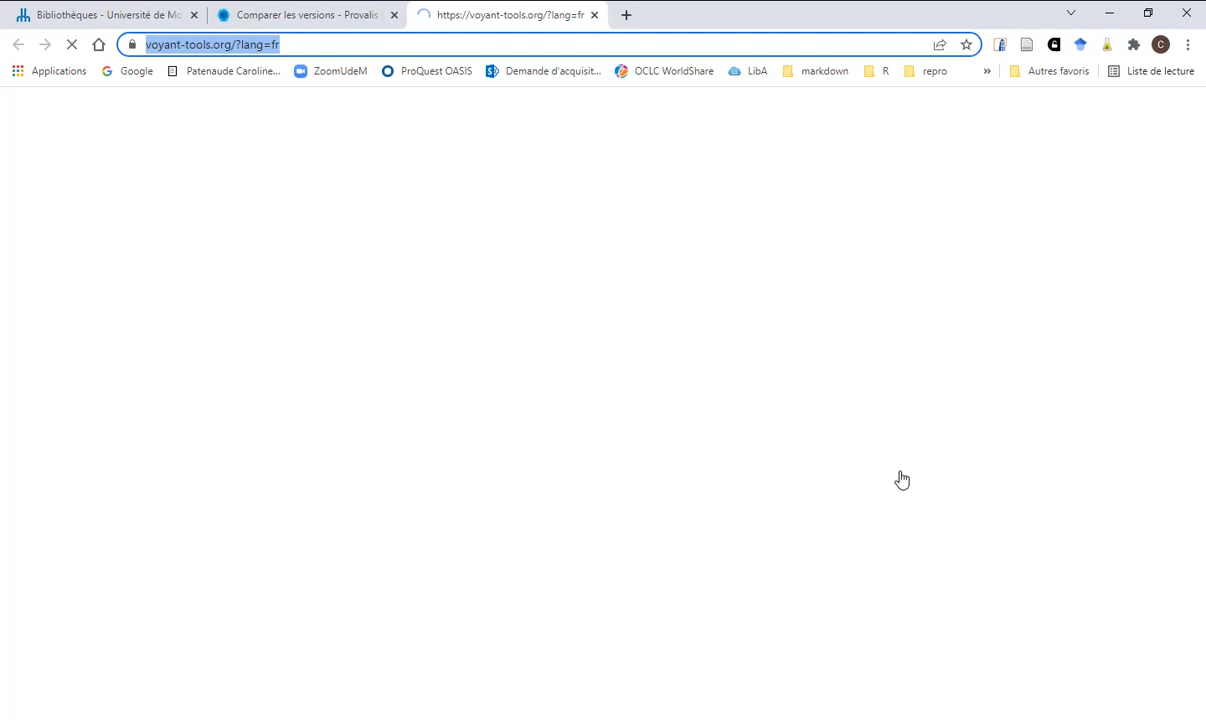 Bibliothèques - Université de Mo
Comparer les versions - Provalis
https://voyant-tools.org/?lang=fr
voyant-tools.org/?lang=fr
C
Applications Google Patenaude Caroline... ZoomUdeM ProQuest OASIS Demande d'acquisit... OCLC WorldShare LibA markdown R repro » Autres favoris Liste de lecture